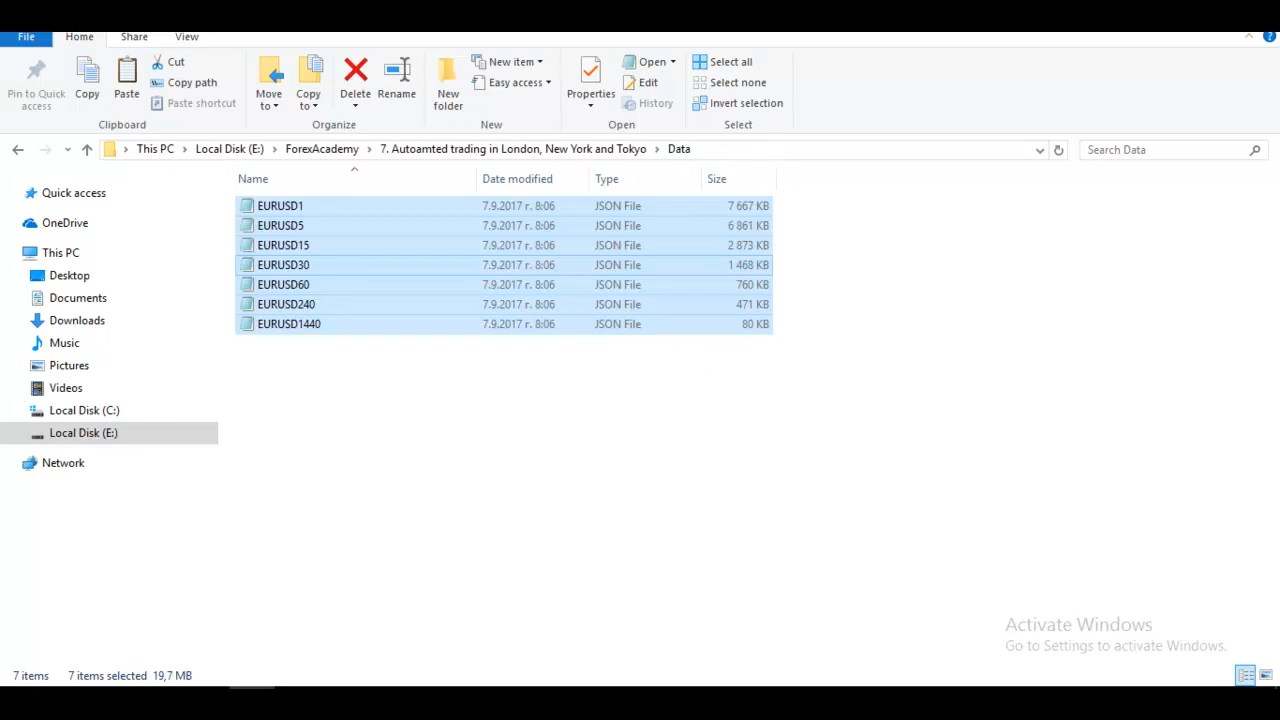 File Home Share View
Pin to Quick access
Copy
Paste
Cut
Copy path
Paste shortcut
Clipboard
Move to
Copy to
Delete
Rename
Organize
New folder
New item
Easy access
New
Properties
Open
Edit
History
Open
Select all
Select none
Invert selection
Select
This PC Local Disk (E:) ForexAcademy 7. Autoamted trading in London, New York and Tokyo Data
Search Data
Quick access
OneDrive
This PC
Desktop
Documents
Downloads
Music
Pictures
Videos
Local Disk (C:)
Local Disk (E:)
Network
Name Date modified Type Size
EURUSD1 7.9.2017 г. 8:06 JSON File 7 667 KB
EURUSD5 7.9.2017 г. 8:06 JSON File 6 861 KB
EURUSD15 7.9.2017 г. 8:06 JSON File 2 873 KB
EURUSD30 7.9.2017 г. 8:06 JSON File 1 468 KB
EURUSD60 7.9.2017 г. 8:06 JSON File 760 KB
EURUSD240 7.9.2017 г. 8:06 JSON File 471 KB
EURUSD1440 7.9.2017 г. 8:06 JSON File 80 KB
Activate Windows
Go to Settings to activate Windows.
7 items 7 items selected 19,7 MB